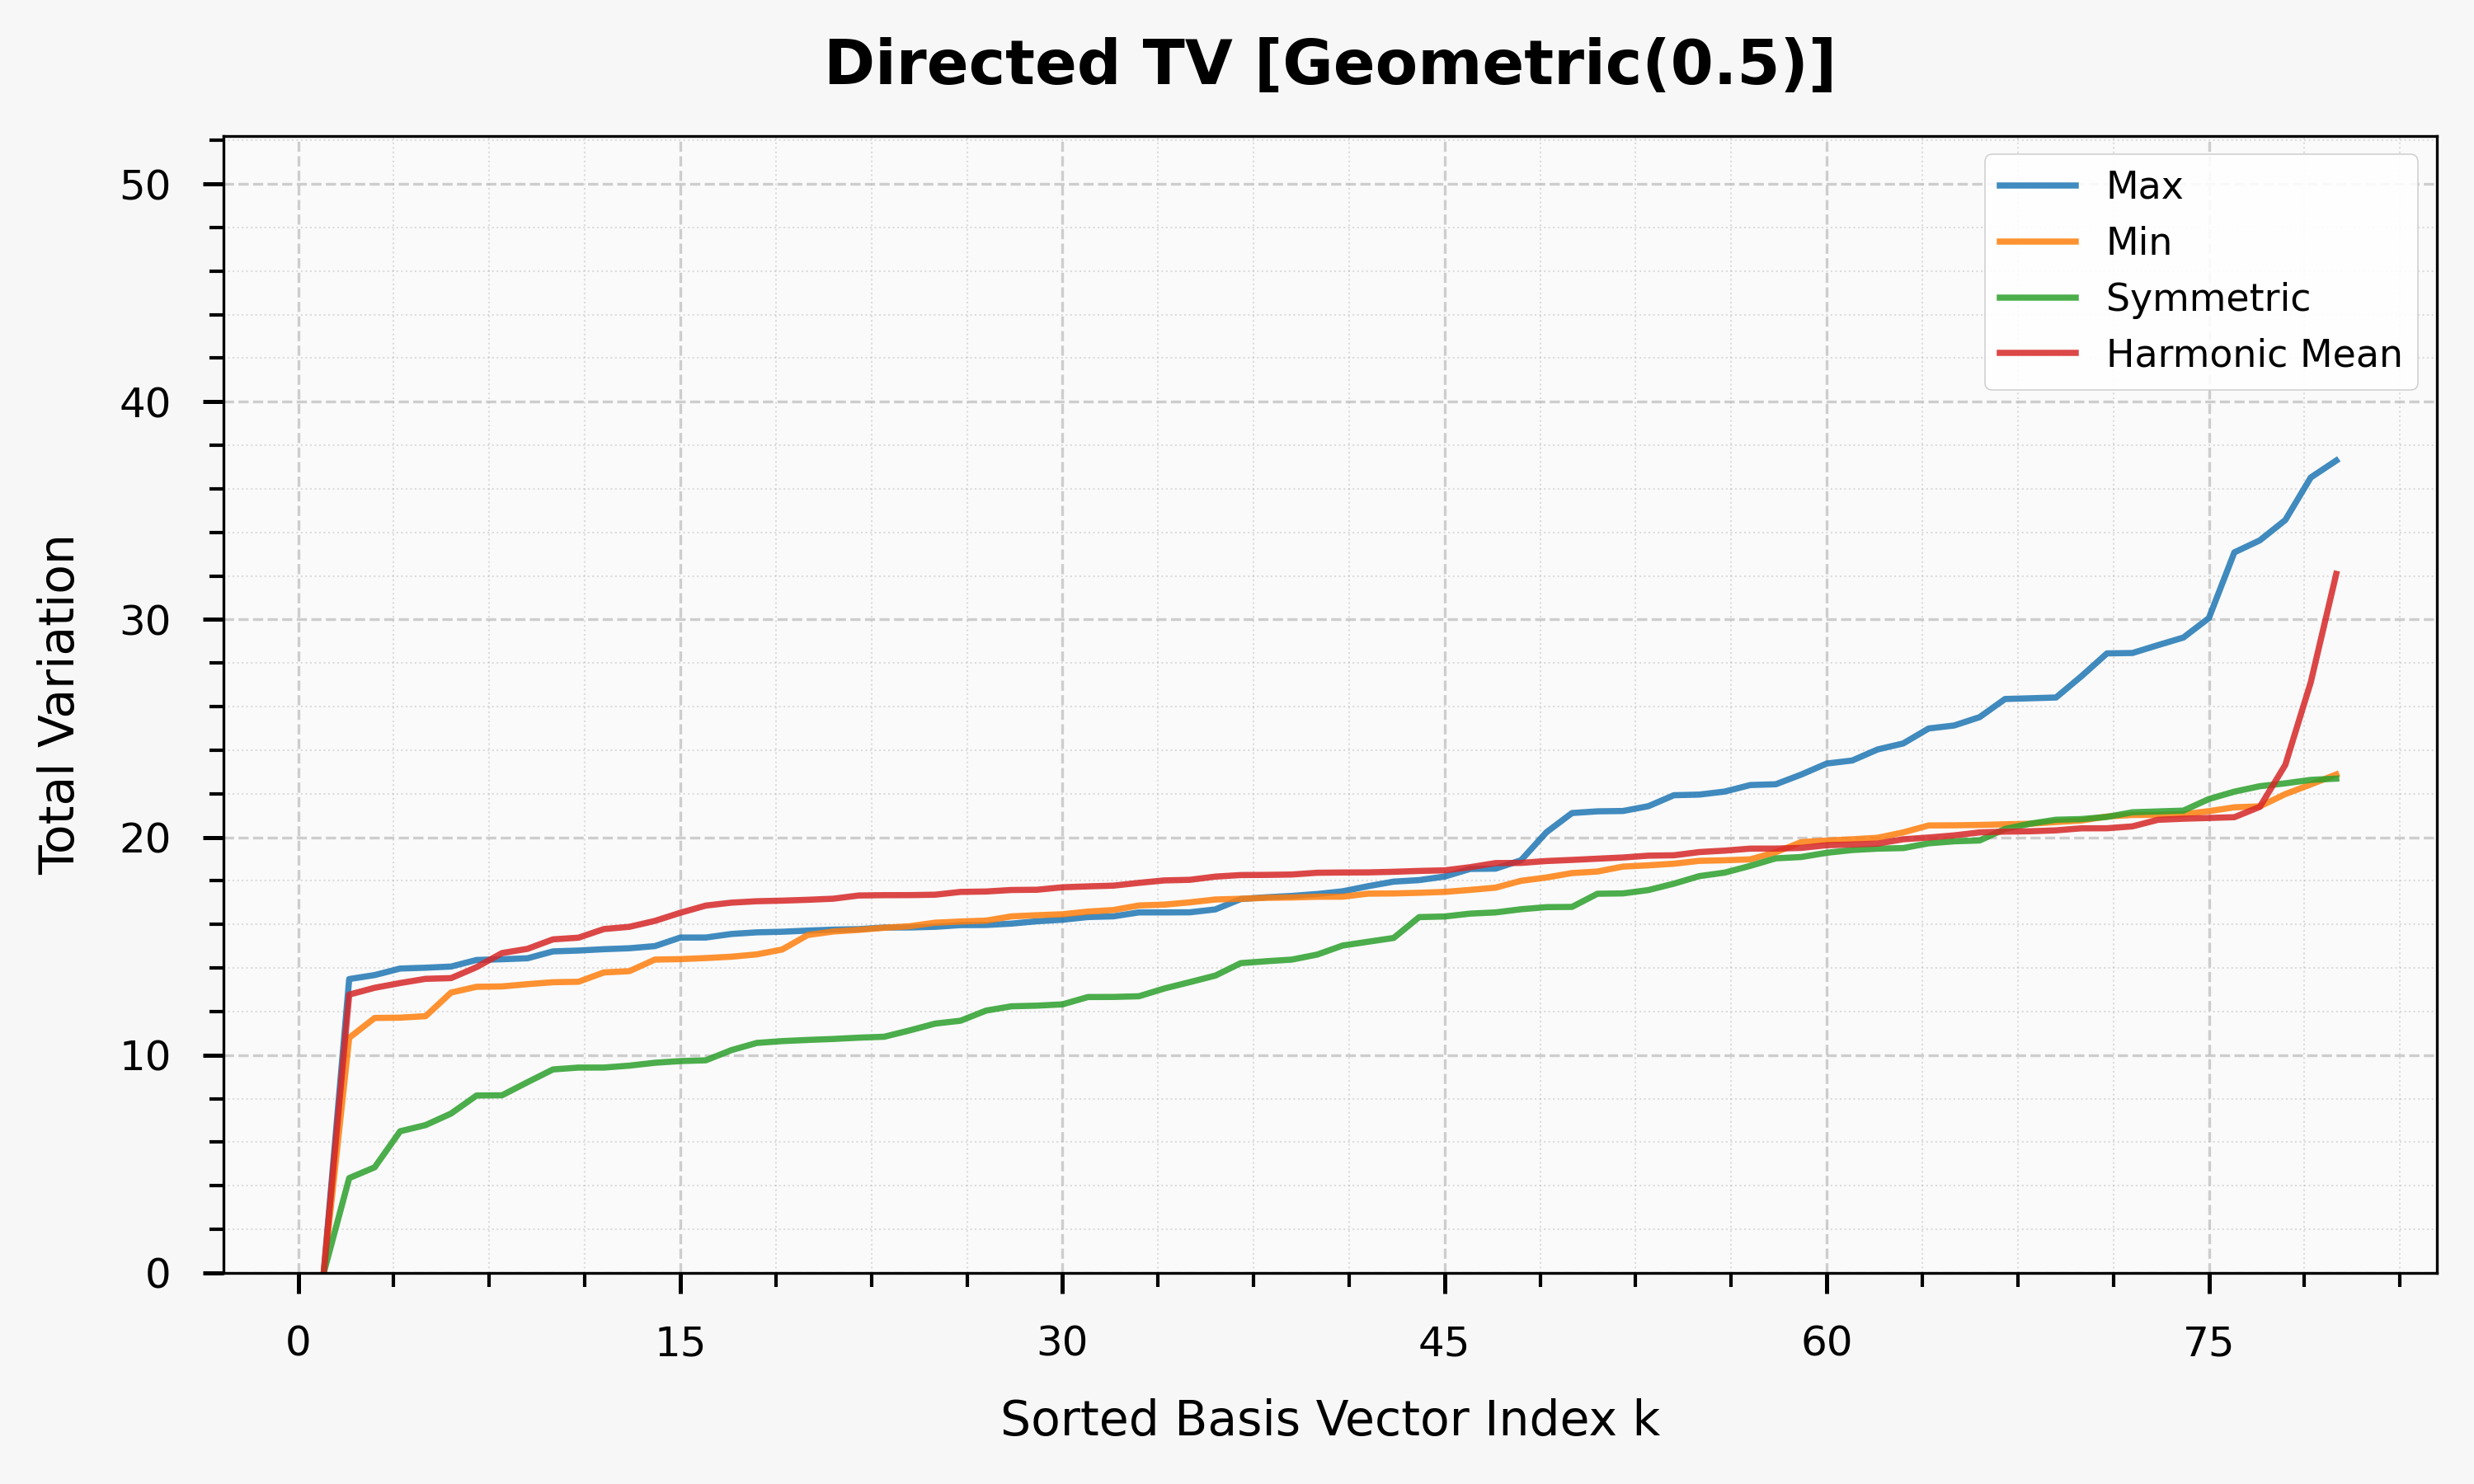 Directed TV [Geometric(0.5)]
Max
Min
Symmetric
Harmonic Mean
Total Variation
50
40
30
20
10
0
0 15 30 45 60 75
Sorted Basis Vector Index k